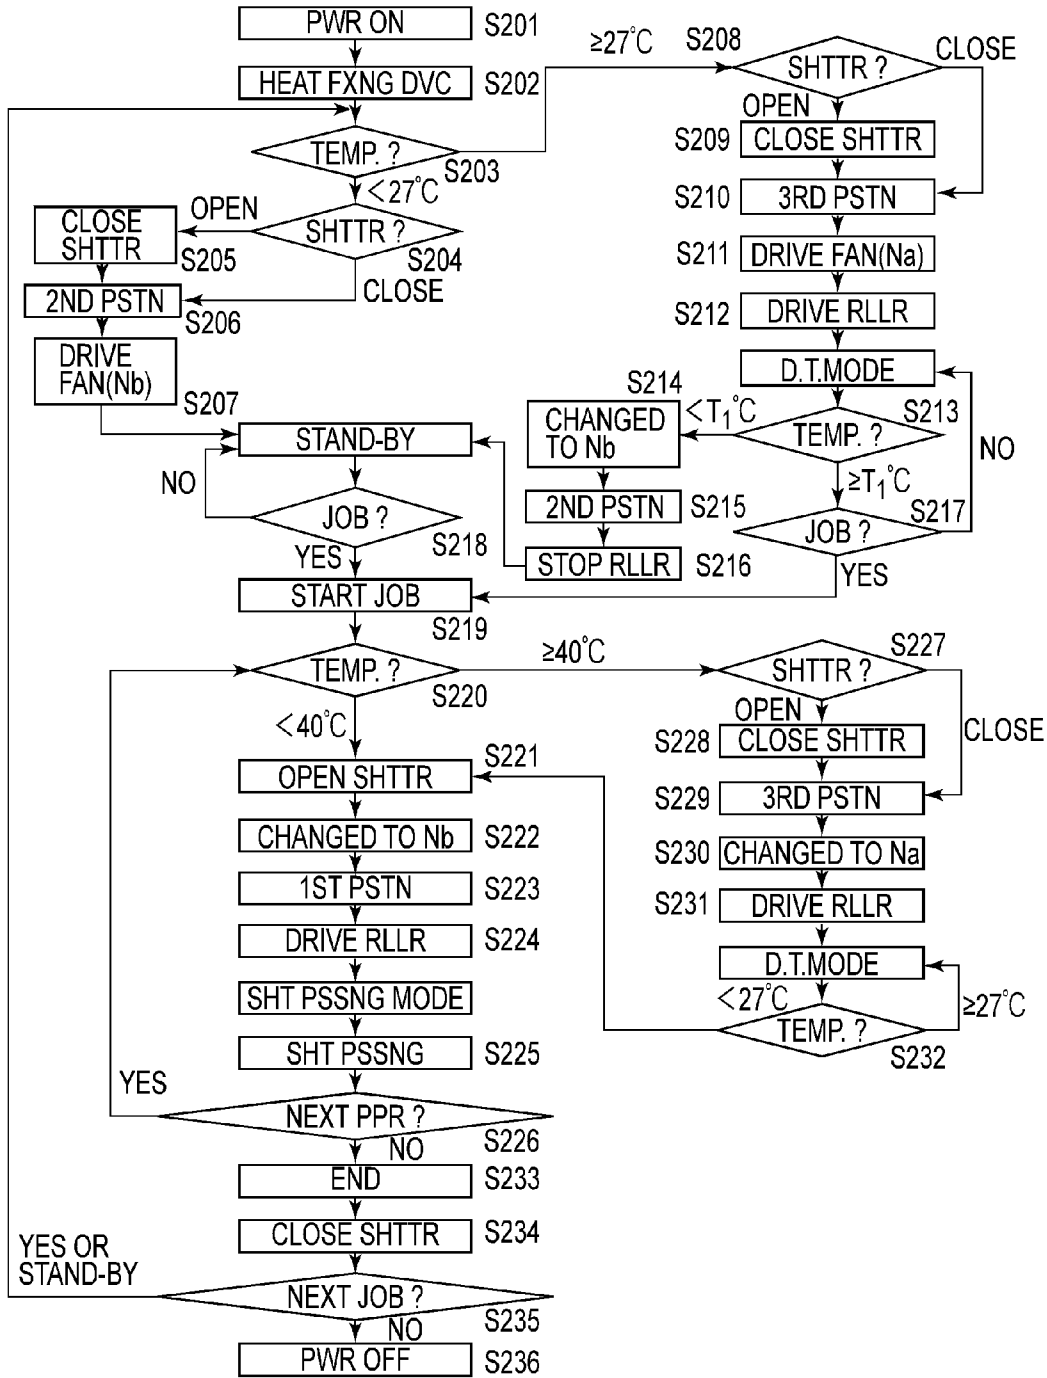 PWR ON
S201
HEAT FXNG DVC
S202
TEMP. ?
S203
≥27°C
<27°C
SHTTR ?
S204
OPEN
CLOSE
CLOSE
SHTTR
S205
2ND PSTN
S206
DRIVE
FAN(Nb)
S207
S208
SHTTR ?
CLOSE
OPEN
S209
CLOSE SHTTR
S210
3RD PSTN
S211
DRIVE FAN(Na)
S212
DRIVE RLLR
D.T.MODE
S213
TEMP. ?
<T1°C
≥T1°C
NO
S214
CHANGED
TO Nb
2ND PSTN
S215
STOP RLLR
S216
JOB ?
S217
YES
STAND-BY
NO
JOB ?
S218
YES
START JOB
S219
TEMP. ?
S220
≥40°C
<40°C
OPEN SHTTR
S221
CHANGED TO Nb
S222
1ST PSTN
S223
DRIVE RLLR
S224
SHT PSSNG MODE
SHT PSSNG
S225
YES
NEXT PPR ?
S226
NO
S227
SHTTR ?
OPEN
CLOSE
S228
CLOSE SHTTR
S229
3RD PSTN
S230
CHANGED TO Na
S231
DRIVE RLLR
D.T.MODE
<27°C
≥27°C
TEMP. ?
S232
END
S233
CLOSE SHTTR
S234
YES OR
STAND-BY
NEXT JOB ?
S235
NO
PWR OFF
S236